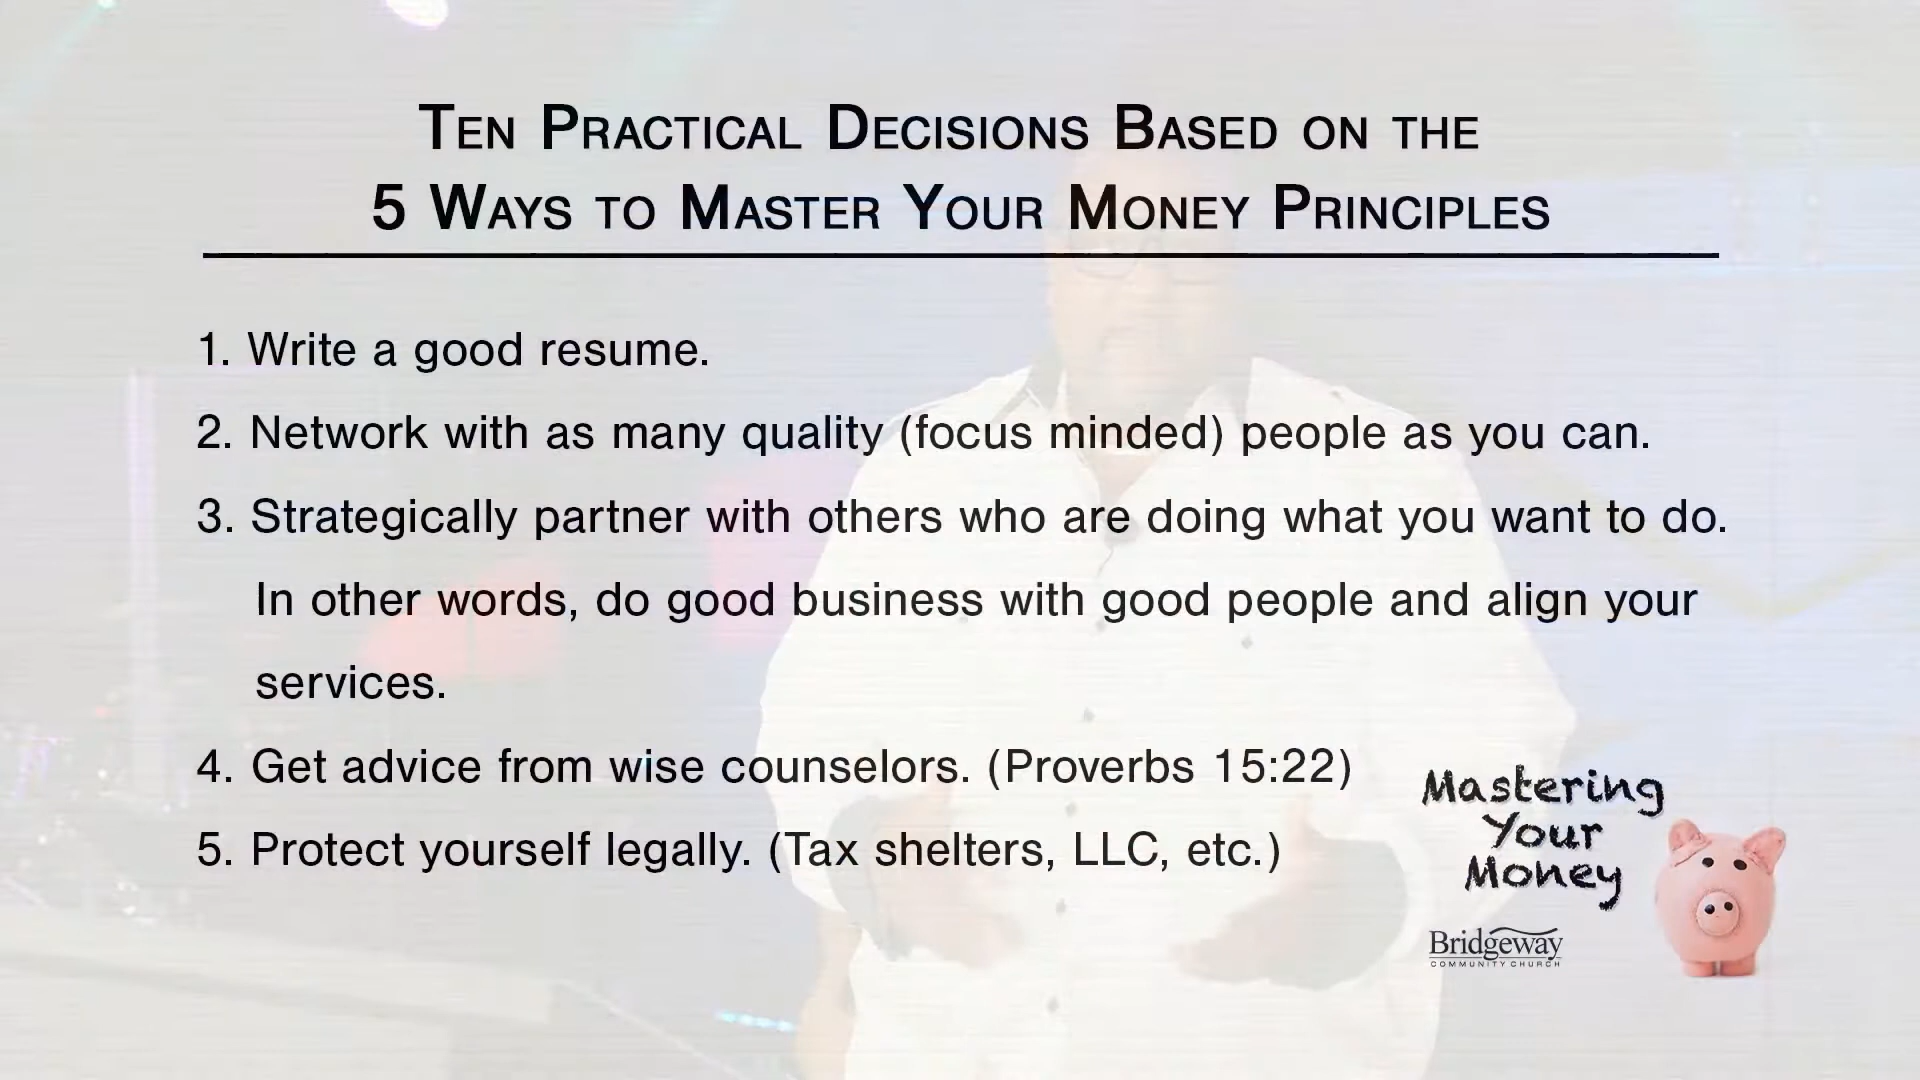 Ten Practical Decisions Based on the
5 Ways to Master Your Money Principles
1. Write a good resume.
2. Network with as many quality (focus minded) people as you can.
3. Strategically partner with others who are doing what you want to do.
In other words, do good business with good people and align your
services.
4. Get advice from wise counselors. (Proverbs 15:22)
5. Protect yourself legally. (Tax shelters, LLC, etc.)
Mastering
Your
Money
Bridgeway
COMMUNITY CHURCH